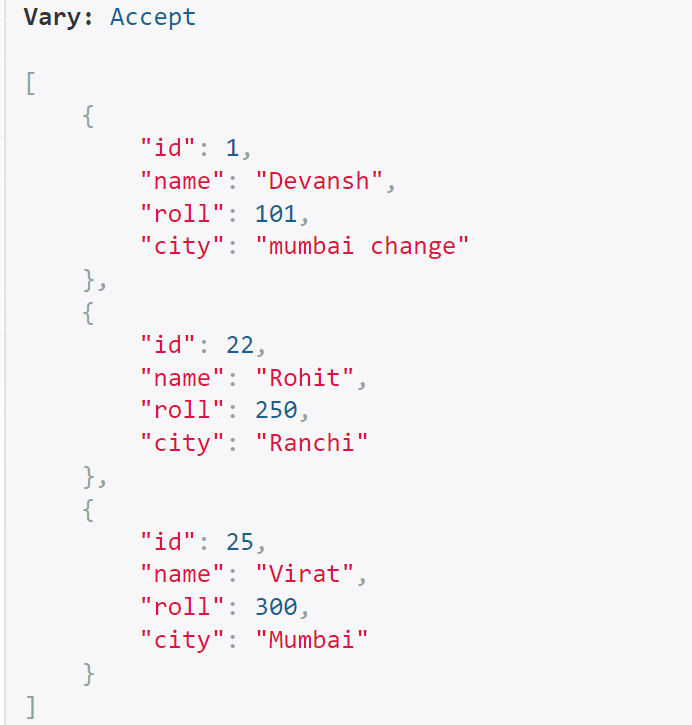 Vary: Accept
[
{
"id": 1,
"name": "Devansh",
"roll": 101,
"city": "mumbai change"
},
{
"id": 22,
"name": "Rohit",
"roll": 250,
"city": "Ranchi"
},
{
"id": 25,
"name": "Virat",
"roll": 300,
"city": "Mumbai"
}
]